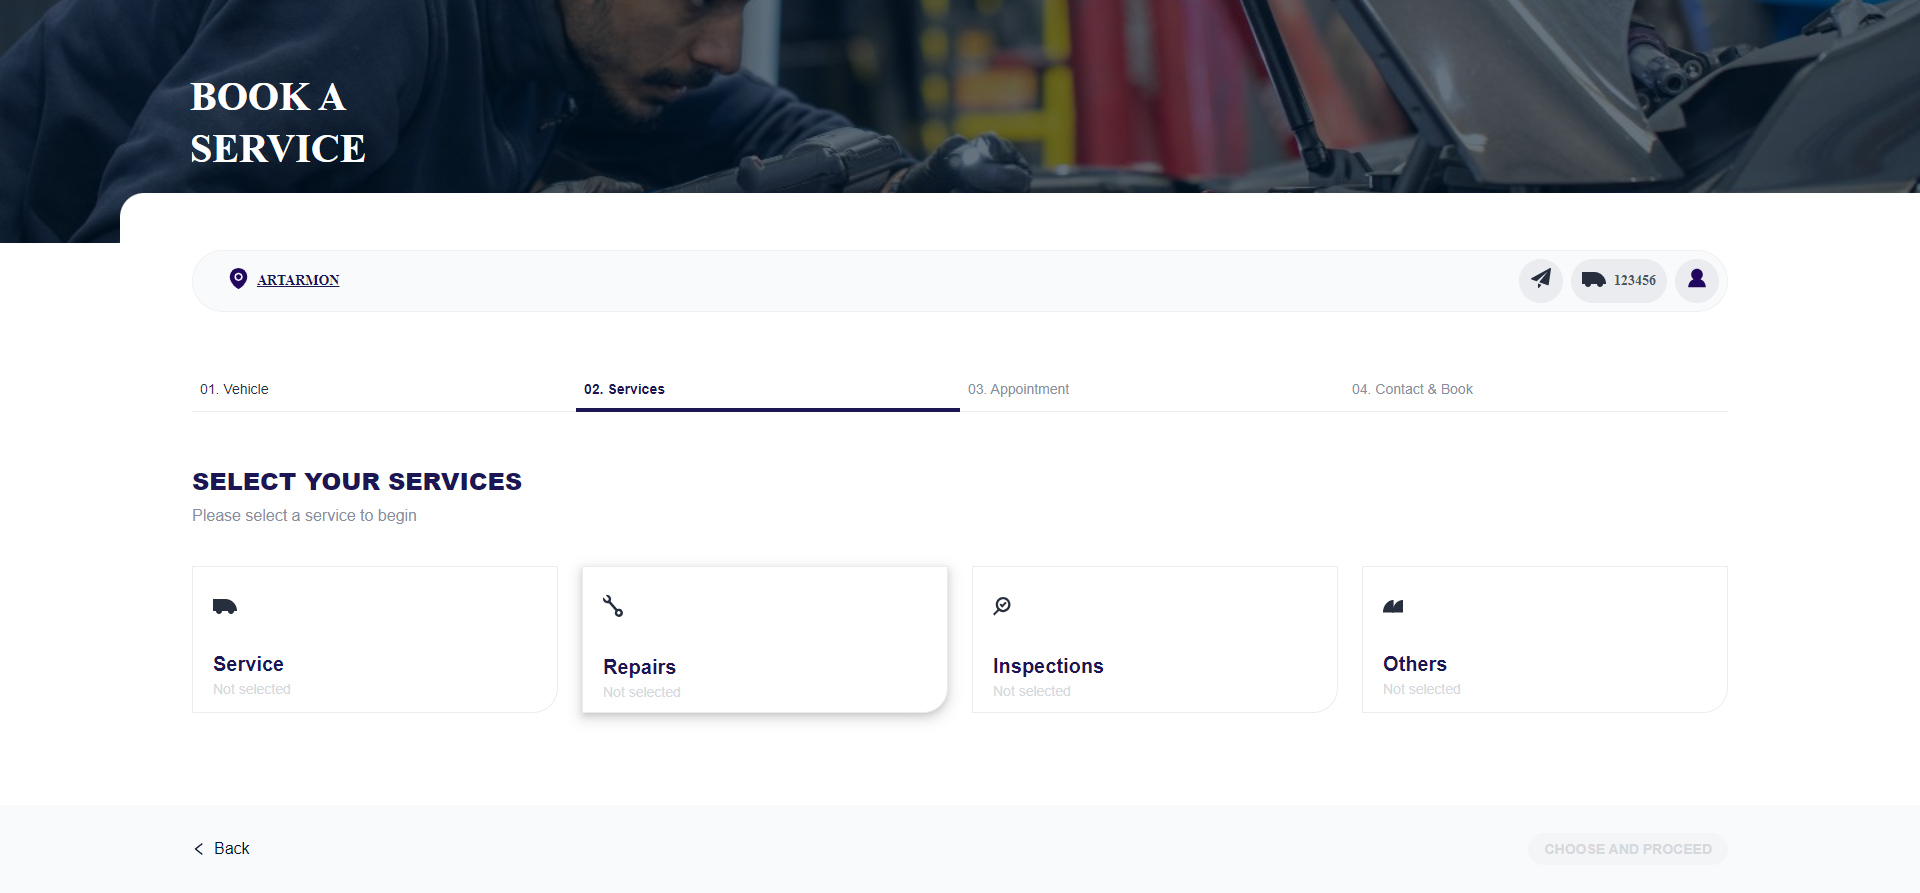 BOOK A
SERVICE
ARTARMON
123456
01. Vehicle
02. Services
03. Appointment
04. Contact & Book
SELECT YOUR SERVICES
Please select a service to begin
Service
Not selected
Repairs
Not selected
Inspections
Not selected
Others
Not selected
Back
CHOOSE AND PROCEED